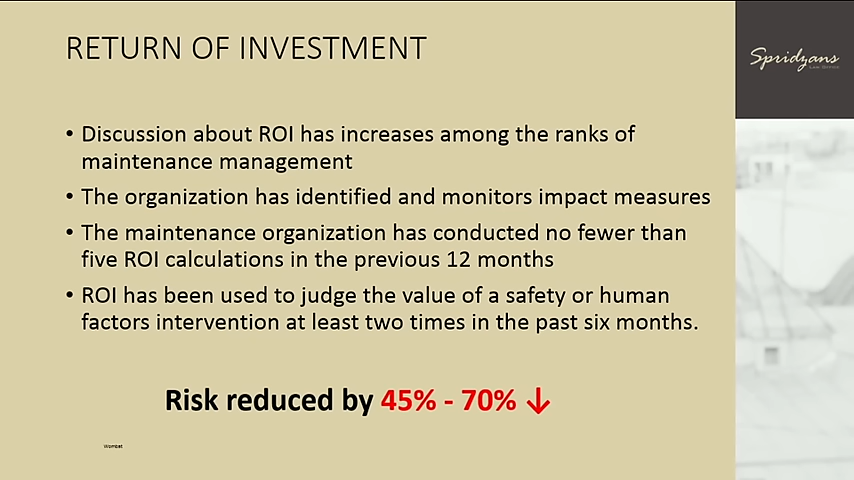 RETURN OF INVESTMENT
Spridzans
LAW OFFICE
• Discussion about ROI has increases among the ranks of
maintenance management
• The organization has identified and monitors impact measures
• The maintenance organization has conducted no fewer than
five ROI calculations in the previous 12 months
• ROI has been used to judge the value of a safety or human
factors intervention at least two times in the past six months.
Risk reduced by 45% - 70% ↓
Wombat